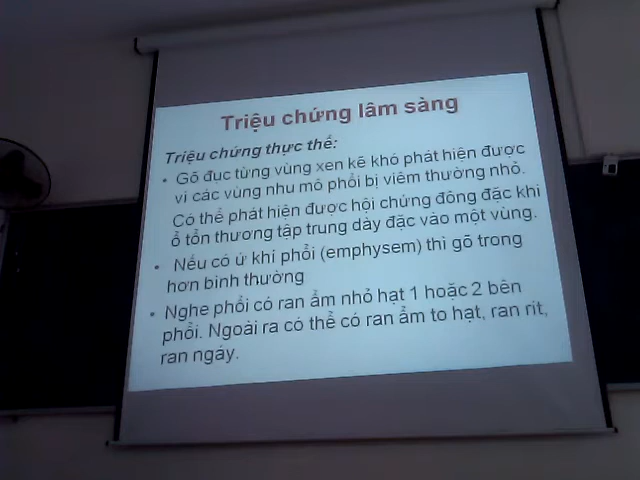 Triệu chứng lâm sàng
Triệu chứng thực thể:
• Gõ đục từng vùng xen kẽ khó phát hiện được
vì các vùng nhu mô phổi bị viêm thường nhỏ.
Có thể phát hiện được hội chứng đông đặc khi
ổ tổn thương tập trung dày đặc vào một vùng.
• Nếu có ứ khí phổi (emphysem) thì gõ trong
hơn bình thường
• Nghe phổi có ran ẩm nhỏ hạt 1 hoặc 2 bên
phổi. Ngoài ra có thể có ran ẩm to hạt, ran rít,
ran ngáy.